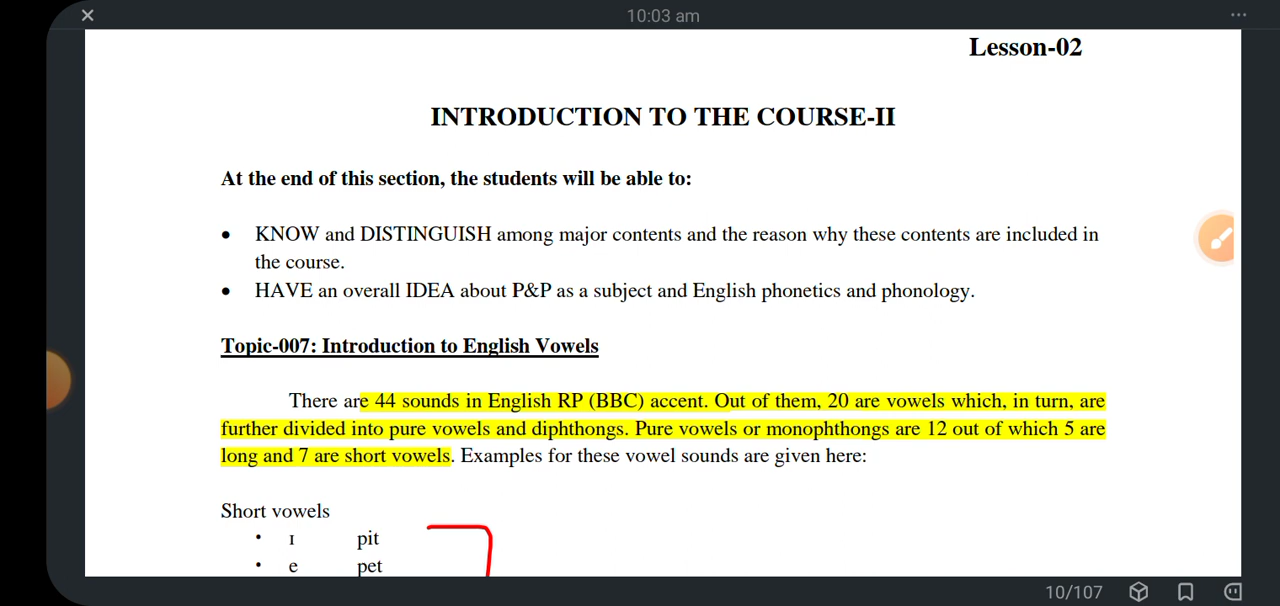 10:03 am
Lesson-02
INTRODUCTION TO THE COURSE-II
At the end of this section, the students will be able to:
• KNOW and DISTINGUISH among major contents and the reason why these contents are included in
the course.
• HAVE an overall IDEA about P&P as a subject and English phonetics and phonology.
Topic-007: Introduction to English Vowels
There are 44 sounds in English RP (BBC) accent. Out of them, 20 are vowels which, in turn, are
further divided into pure vowels and diphthongs. Pure vowels or monophthongs are 12 out of which 5 are
long and 7 are short vowels. Examples for these vowel sounds are given here:
Short vowels
• ɪ pit
• e pet
10/107